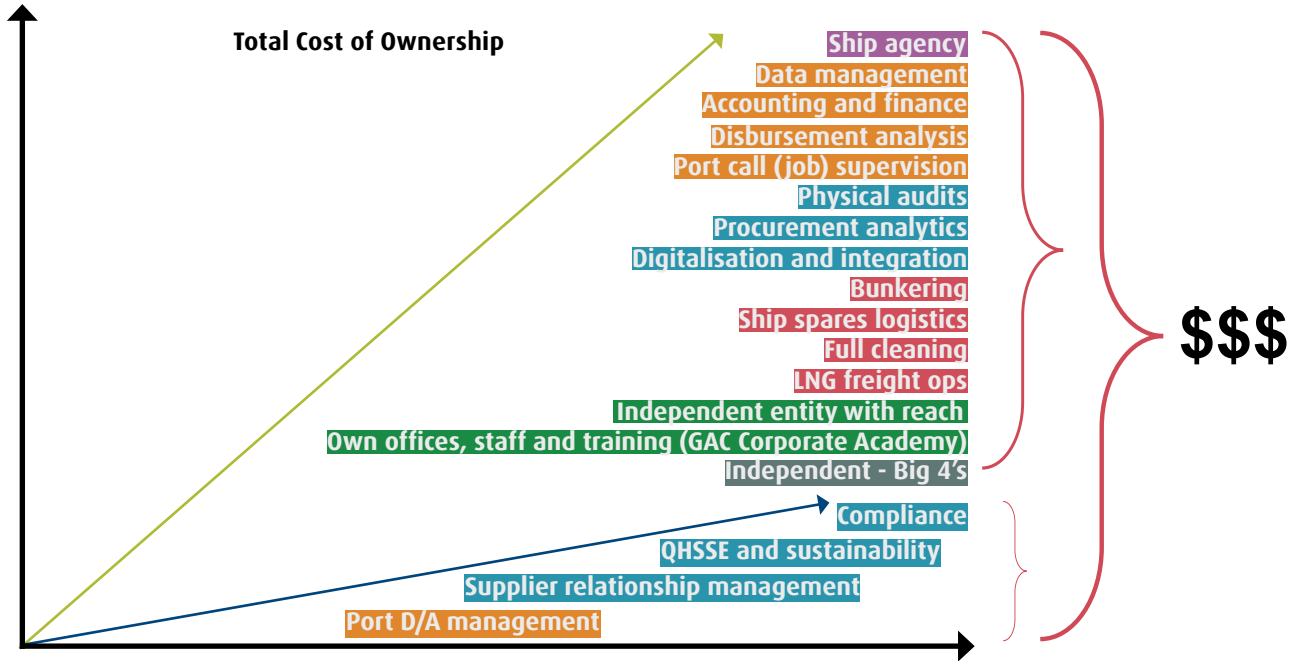 Total Cost of Ownership
Ship agency
Data management
Accounting and finance
Disbursement analysis
Port call (job) supervision
Physical audits
Procurement analytics
Digitalisation and integration
Bunkering
Ship spares logistics
Full cleaning
LNG freight ops
Independent entity with reach
Own offices, staff and training (GAC Corporate Academy)
Independent - Big 4's
Compliance
QHSSE and sustainability
Supplier relationship management
Port D/A management
$$$